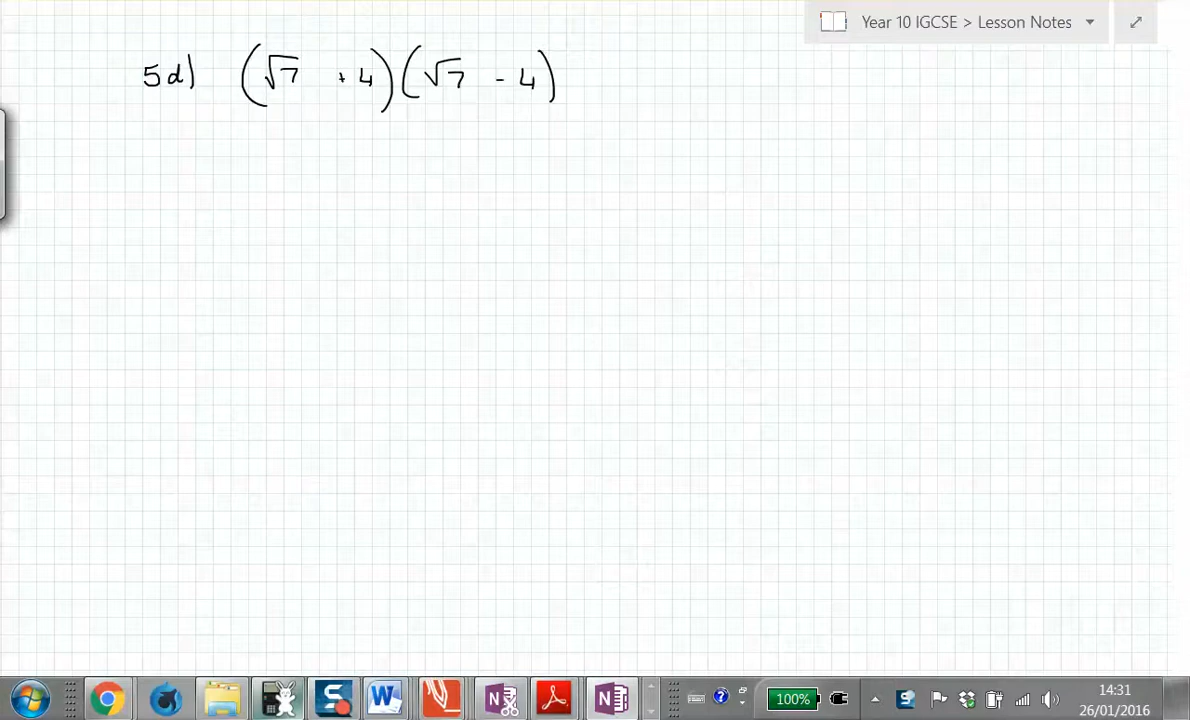 Year 10 IGCSE > Lesson Notes
5d) (√7 + 4)(√7 - 4)
100%
14:31
26/01/2016